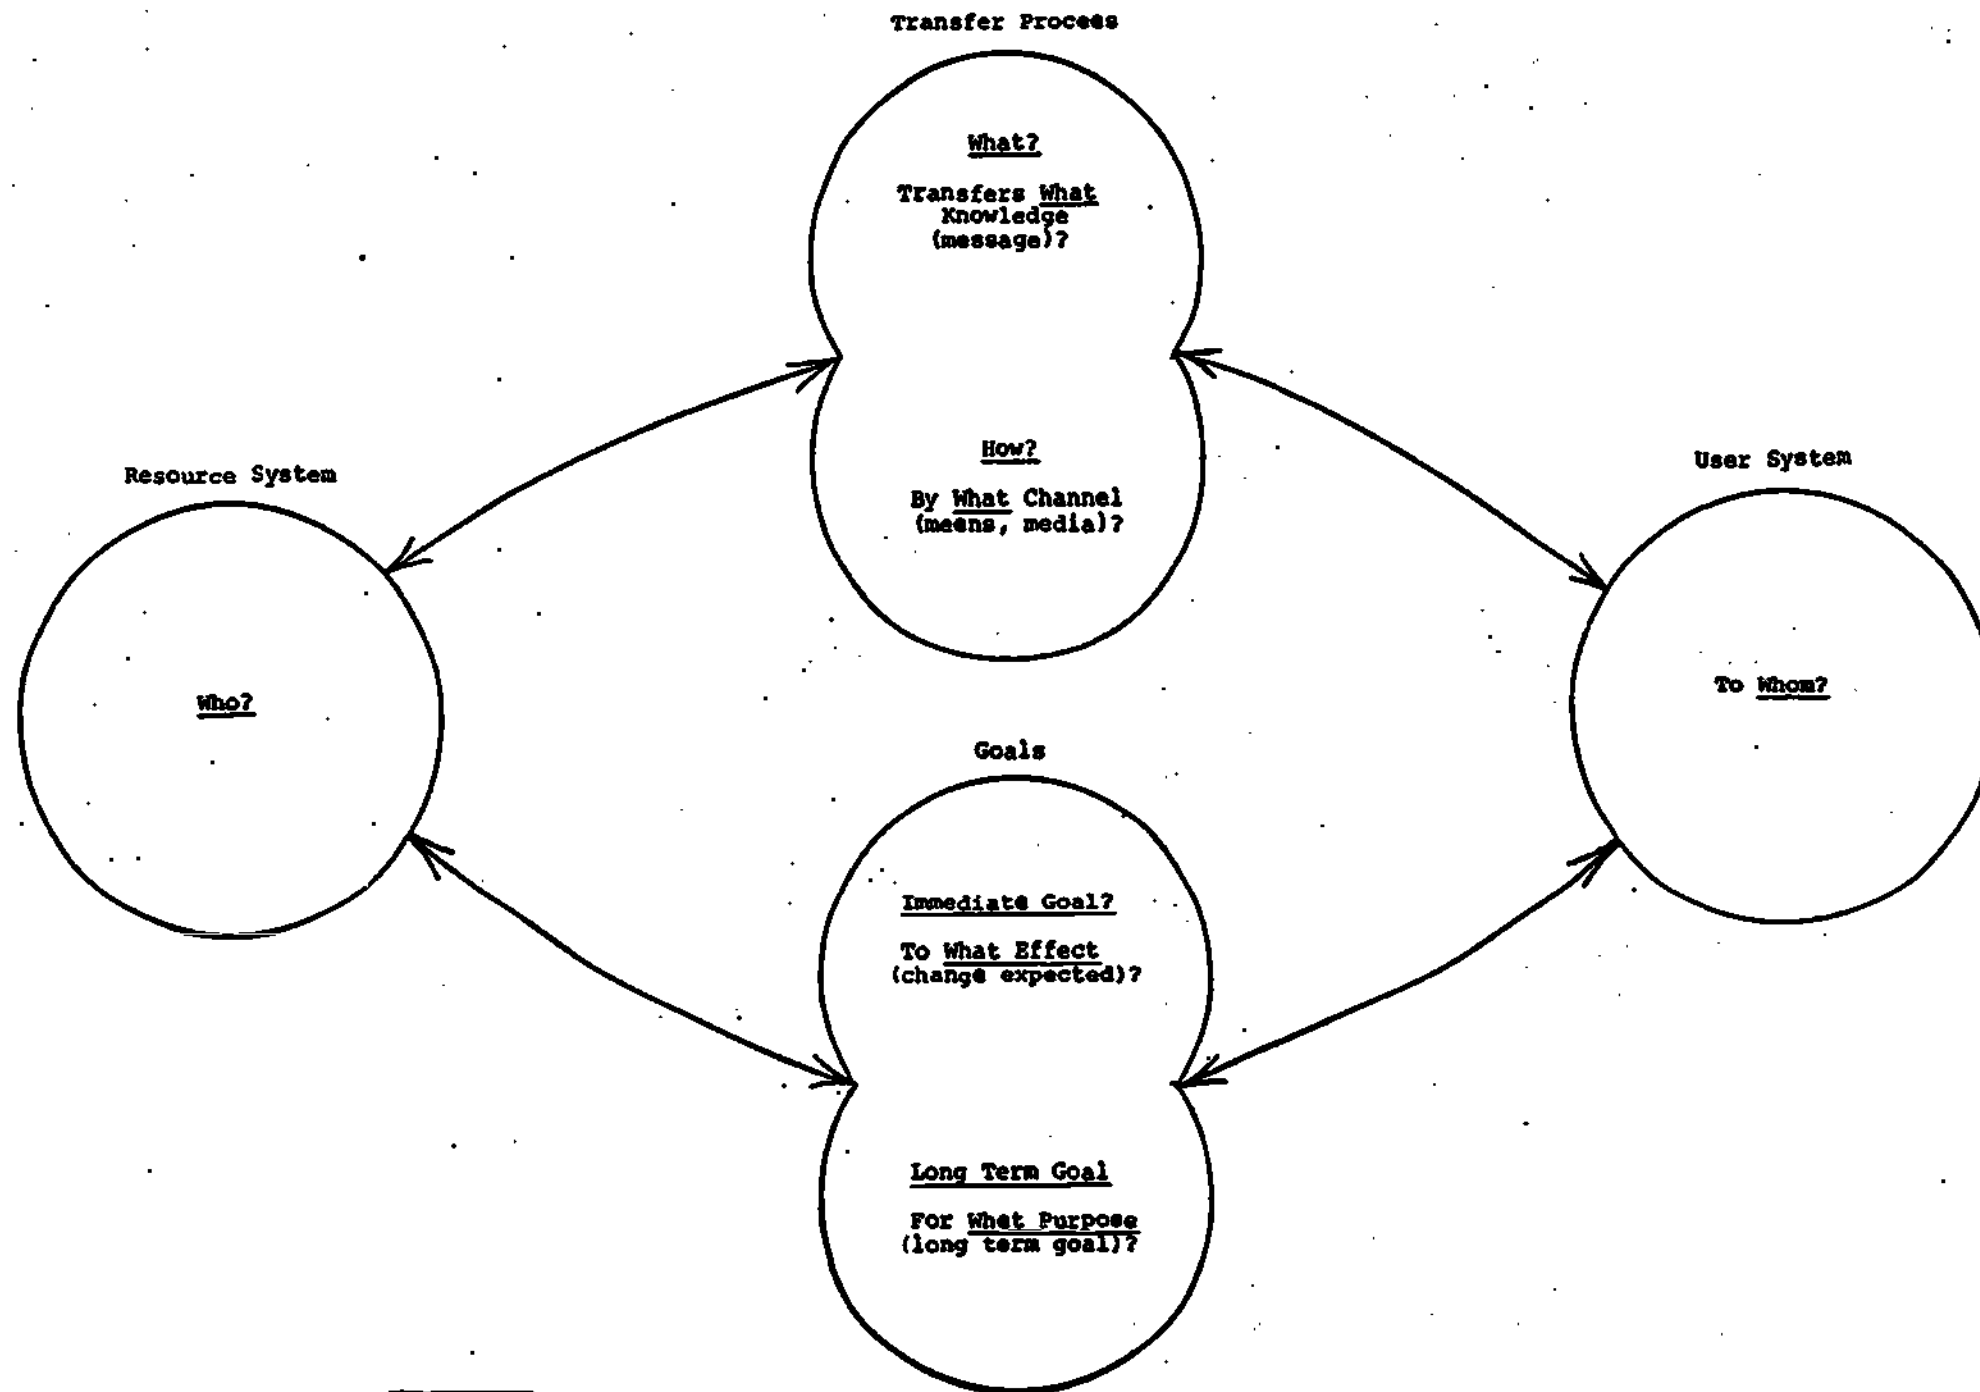 Transfer Process
What?
Transfers What
Knowledge
(message)?
How?
By What Channel
(means, media)?
Resource System
Who?
User System
To Whom?
Goals
Immediate Goal?
To What Effect
(change expected)?
Long Term Goal
For What Purpose
(long term goal)?